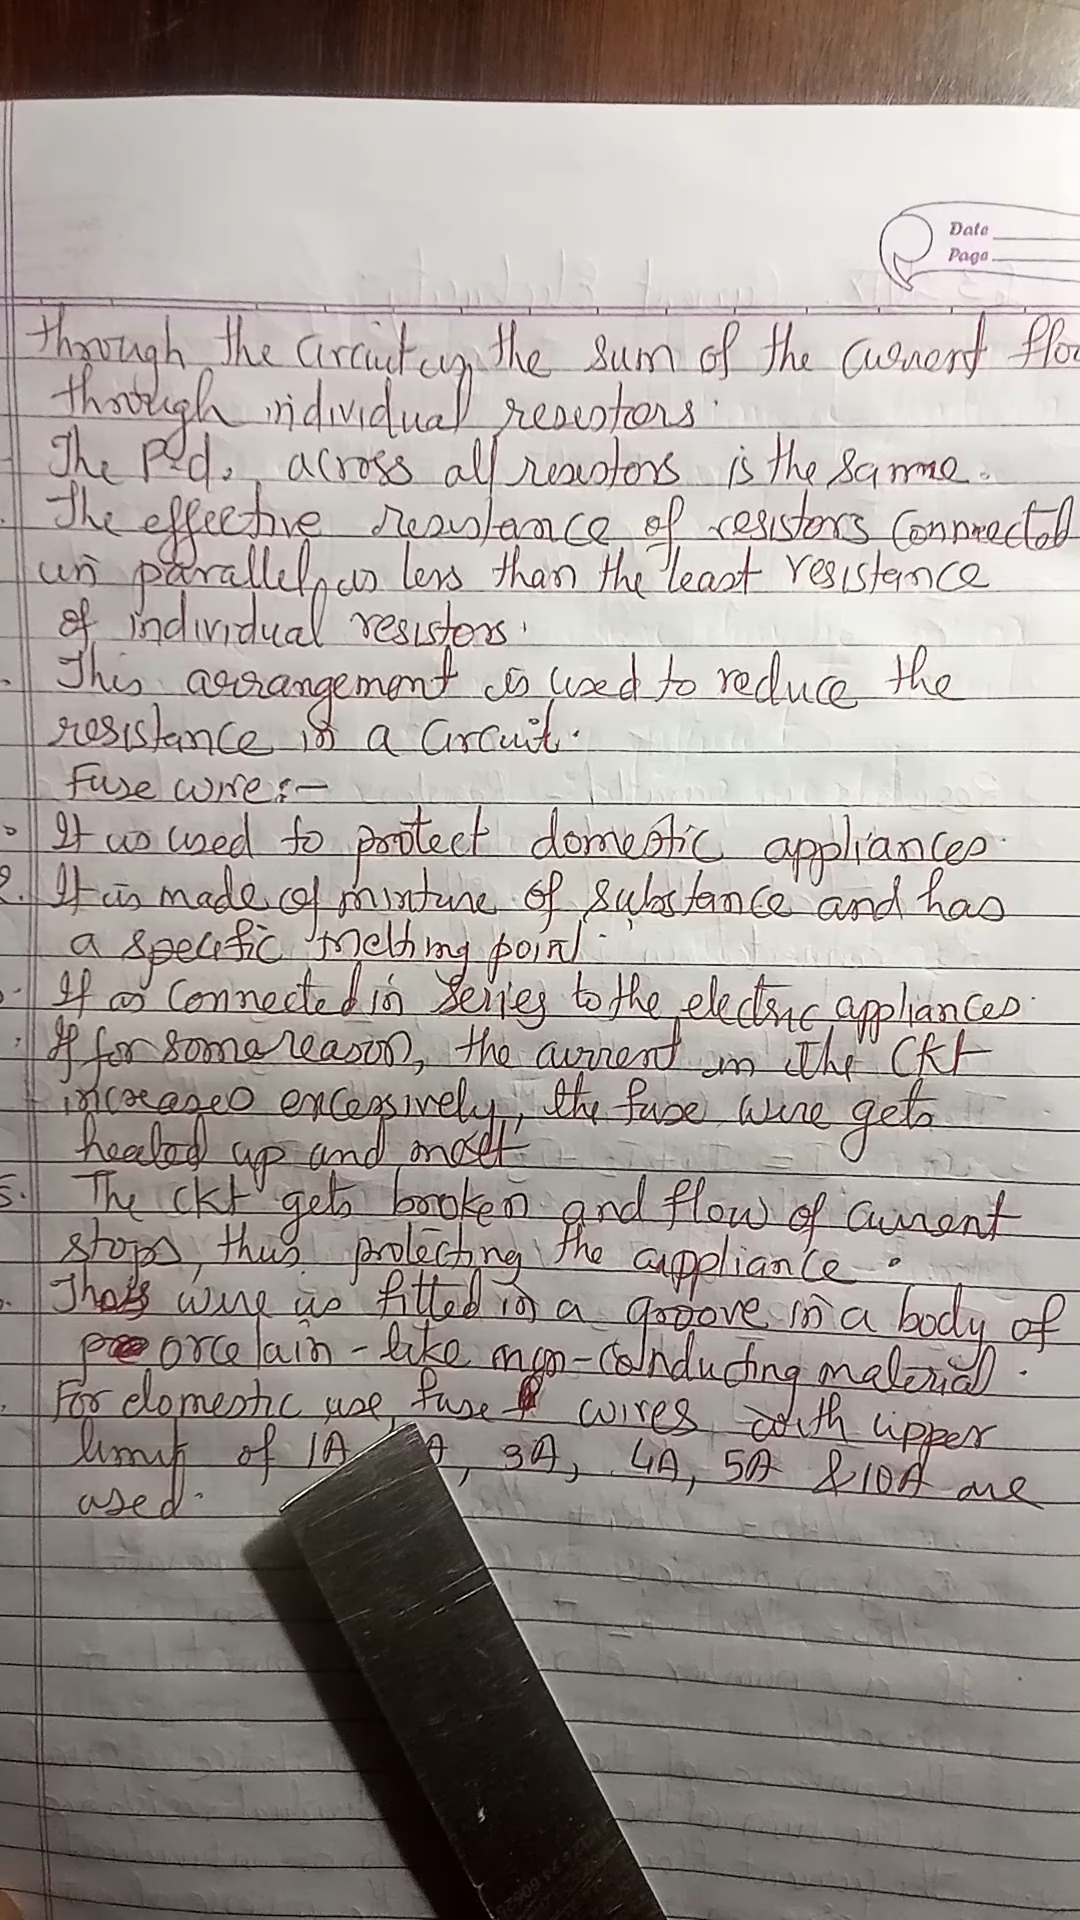 Date
Page
through the circuit is the sum of the current flo
through individual resistors.
The P.d. across all resistors is the same.
The effective resistance of resistors connected
in parallel is less than the least resistance
of individual resistors.
This arrangement is used to reduce the
resistance in a circuit.
Fuse wire :-
It is used to protect domestic appliances.
2. It is made of mixture of substance and has
a specific melting point.
It is connected in series to the electric appliances.
If for some reason, the current in the Ckt
increases excessively, the fuse wire gets
heated up and melt
5. The ckt gets broken and flow of current
stops, thus protecting the appliance.
This wire is fitted in a groove in a body of
porcelain-like non-conducting material.
For domestic use, fuse wires with upper
limit of 1A A, 3A, 4A, 5A & 10A are
used.